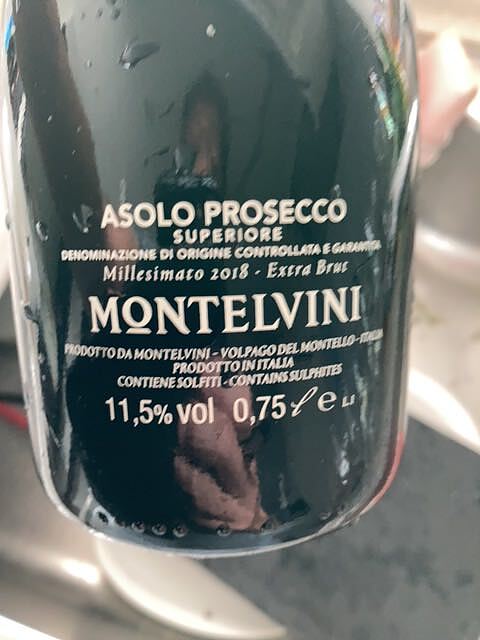 ASOLO PROSECCO
SUPERIORE
DENOMINAZIONE DI ORIGINE CONTROLLATA E GARANTITA
Millesimato 2018 - Extra Brut
MONTELVINI
PRODOTTO DA MONTELVINI - VOLPAGO DEL MONTELLO - ITALIA
PRODOTTO IN ITALIA
CONTIENE SOLFITI - CONTAINS SULPHITES
11,5% vol 0,75 ℓ e L.I